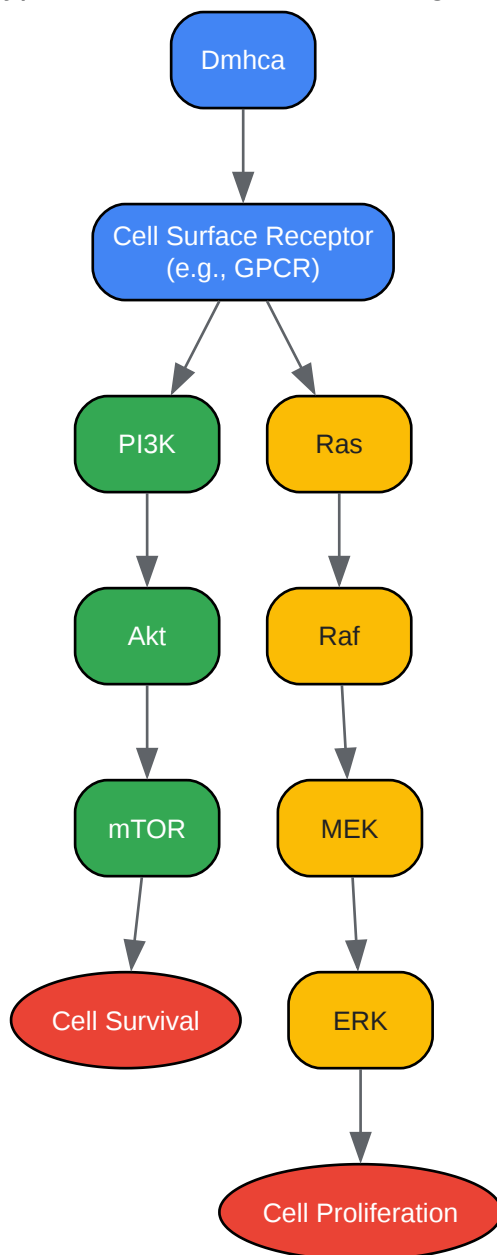 Dmhca
Cell Surface Receptor
(e.g., GPCR)
PI3K
Ras
Akt
Raf
mTOR
MEK
Cell Survival
ERK
Cell Proliferation